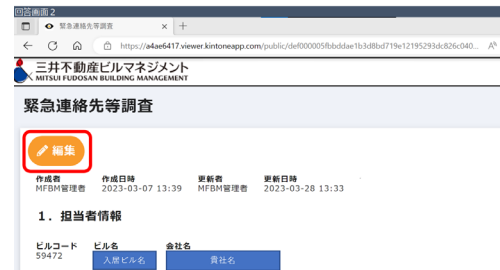 回答画面2
緊急連絡先等調査
https://a4ae6417.viewer.kintoneapp.com/public/def000005fbbddae1b3d8bd719e12195293dc826c040...
三井不動産ビルマネジメント
MITSUI FUDOSAN BUILDING MANAGEMENT
緊急連絡先等調査
編集
作成者 作成日時 更新者 更新日時
MFBM管理者 2023-03-07 13:39 MFBM管理者 2023-03-28 13:33
1. 担当者情報
ビルコード ビル名 会社名
59472 入居ビル名 貴社名